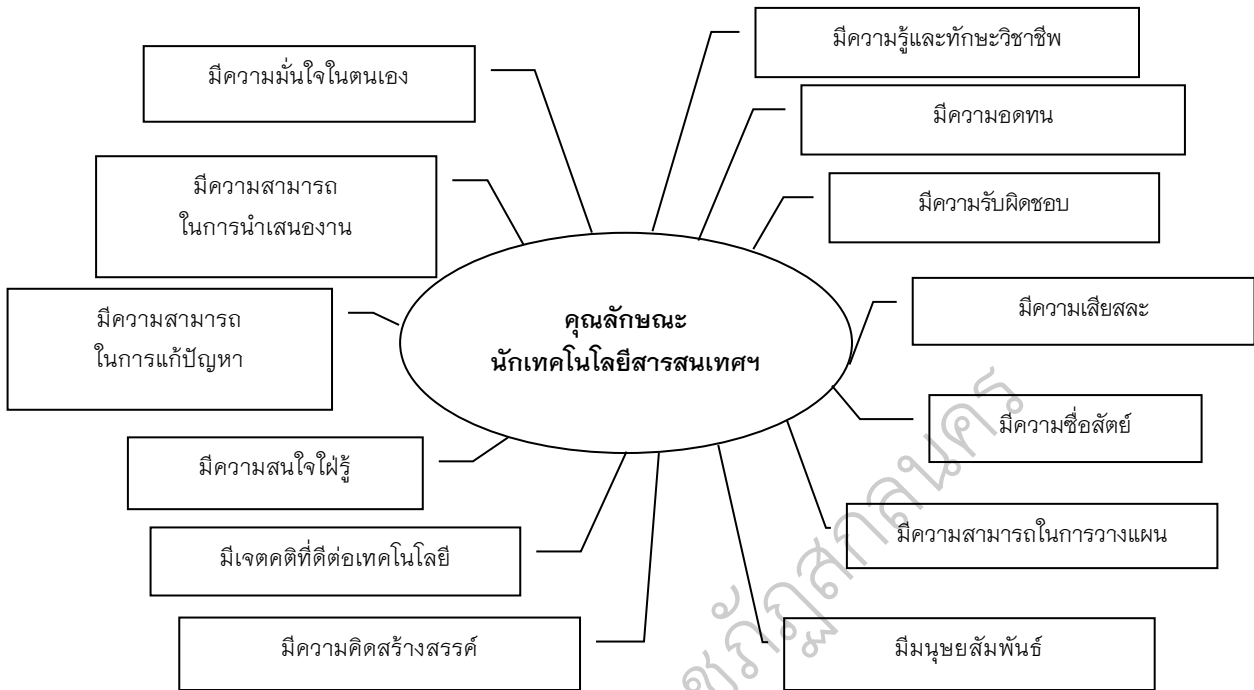 มีความรู้และทักษะวิชาชีพ
มีความมั่นใจในตนเอง
มีความอดทน
มีความสามารถ
ในการนำเสนองาน
มีความรับผิดชอบ
มีความสามารถ
ในการแก้ปัญหา
คุณลักษณะ
นักเทคโนโลยีสารสนเทศฯ
มีความเสียสละ
มีความซื่อสัตย์
มีความสนใจใฝ่รู้
มีความสามารถในการวางแผน
มีเจตคติที่ดีต่อเทคโนโลยี
มีความคิดสร้างสรรค์
มีมนุษยสัมพันธ์
ชภัฏสกลนคร